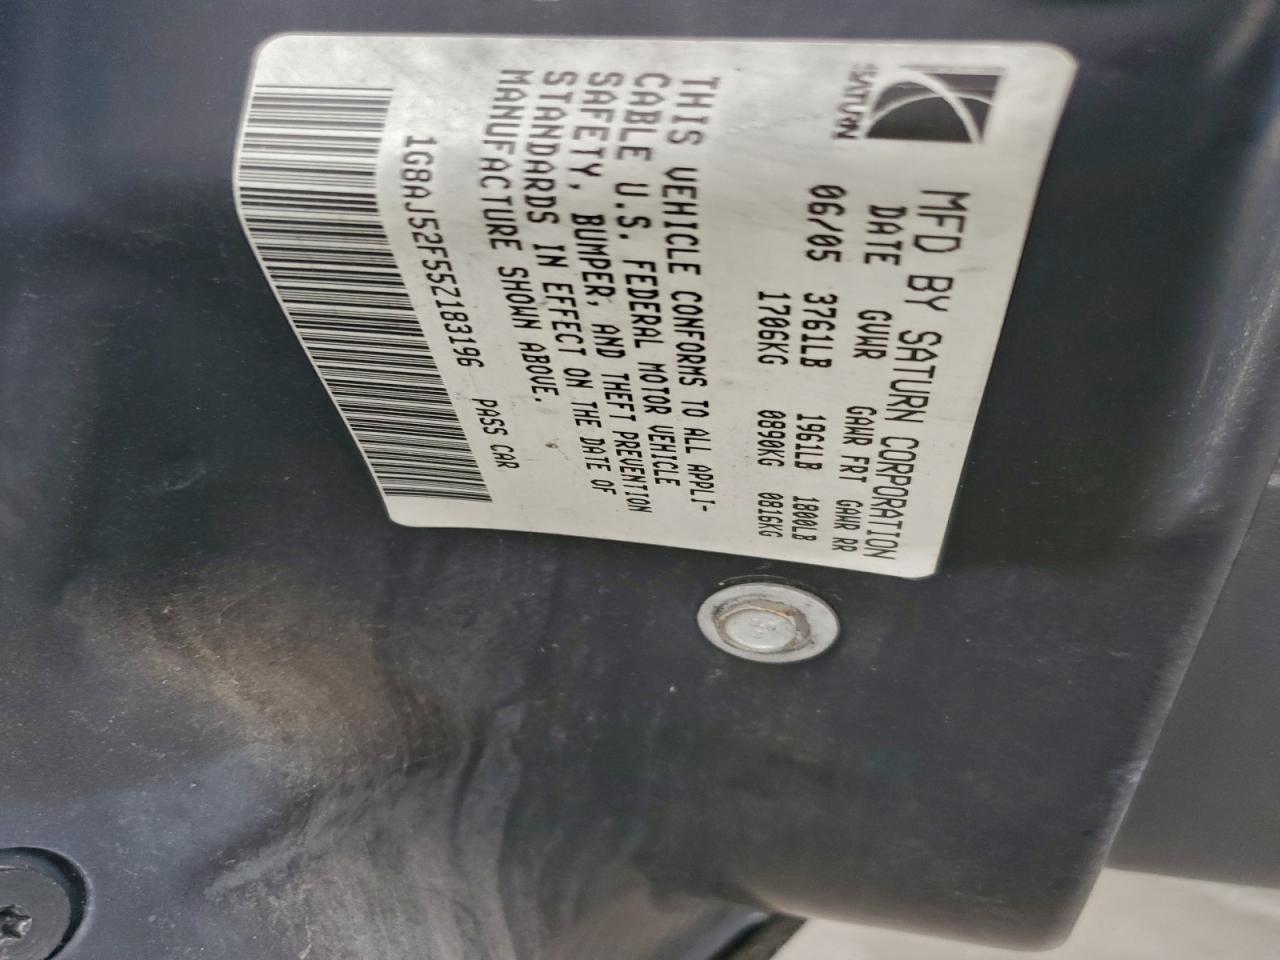 SATURN
MFD BY SATURN CORPORATION
DATE GVWR GAWR FRT GAWR RR
06/05 3761LB 1961LB 1800LB
1706KG 0890KG 0816KG
THIS VEHICLE CONFORMS TO ALL APPLI-
CABLE U.S. FEDERAL MOTOR VEHICLE
SAFETY, BUMPER, AND THEFT PREVENTION
STANDARDS IN EFFECT ON THE DATE OF
MANUFACTURE SHOWN ABOVE.
1G8AJ52F55Z183196 PASS CAR